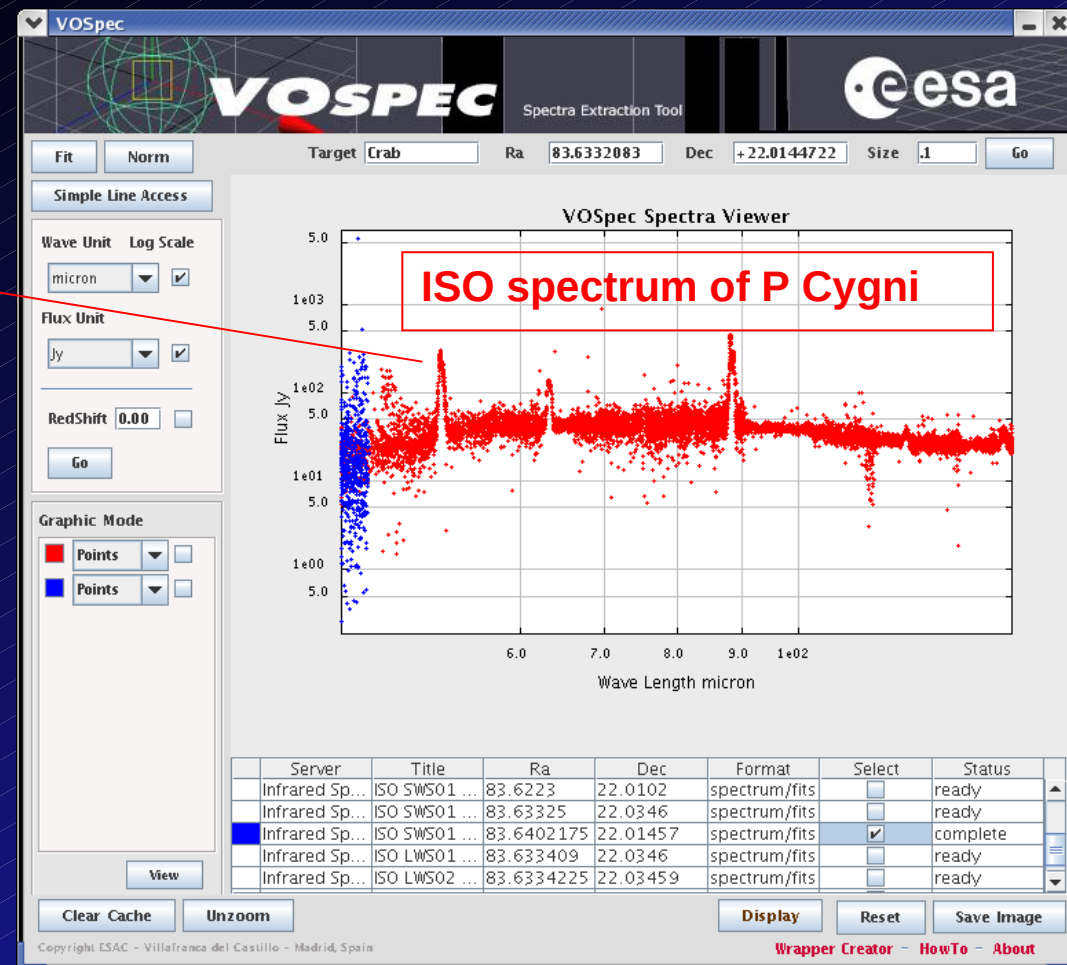 VOSpec
VOSPEC Spectra Extraction Tool
esa
Fit Norm Target Crab Ra 83.6332083 Dec +22.0144722 Size .1 Go
Simple Line Access
Wave Unit Log Scale
micron
Flux Unit
Jy
RedShift 0.00
Go
Graphic Mode
Points
Points
View
VOSpec Spectra Viewer
ISO spectrum of P Cygni
5.0
1e03
5.0
1e02
5.0
1e01
5.0
1e00
5.0
Flux Jy
6.0 7.0 8.0 9.0 1e02
Wave Length micron
Server Title Ra Dec Format Select Status
Infrared Sp... ISO SWS01 ... 83.6223 22.0102 spectrum/fits ready
Infrared Sp... ISO SWS01 ... 83.63325 22.0346 spectrum/fits ready
Infrared Sp... ISO SWS01 ... 83.6402175 22.01457 spectrum/fits complete
Infrared Sp... ISO LWS01 ... 83.633409 22.0346 spectrum/fits ready
Infrared Sp... ISO LWS02 ... 83.6334225 22.03459 spectrum/fits ready
Clear Cache Unzoom Display Reset Save Image
Copyright ESAC - Villafranca del Castillo - Madrid, Spain
Wrapper Creator - HowTo - About